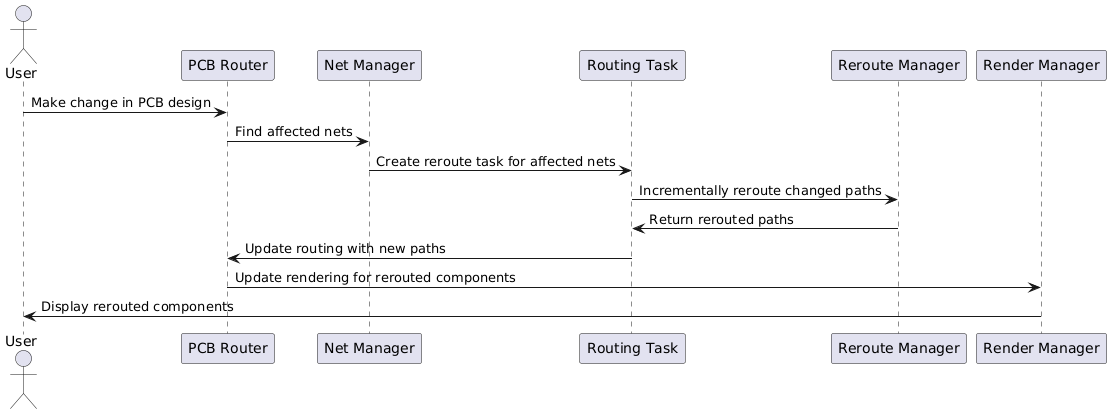 User
PCB Router
Net Manager
Routing Task
Reroute Manager
Render Manager
Make change in PCB design
Find affected nets
Create reroute task for affected nets
Incrementally reroute changed paths
Return rerouted paths
Update routing with new paths
Update rendering for rerouted components
Display rerouted components
User
PCB Router
Net Manager
Routing Task
Reroute Manager
Render Manager